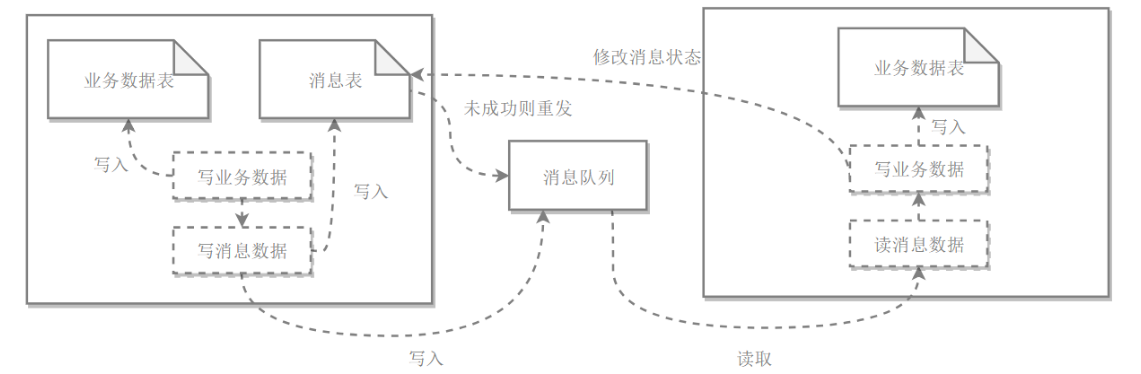 业务数据表
消息表
写入
写业务数据
写入
写消息数据
写入
未成功则重发
消息队列
修改消息状态
读取
业务数据表
写入
写业务数据
读消息数据